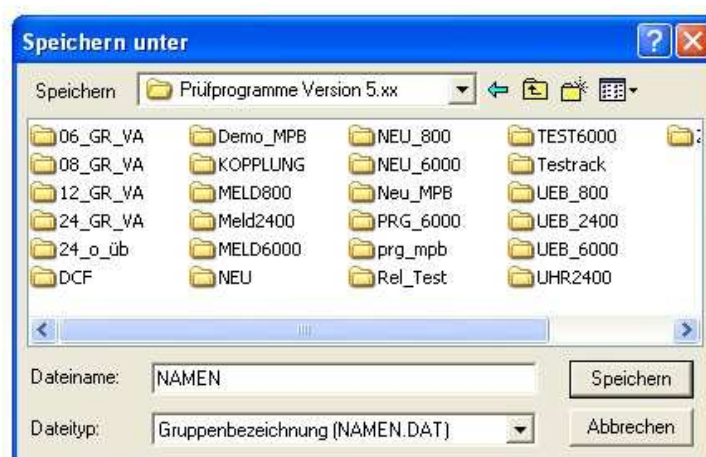 Speichern unter
Speichern Prüfprogramme Version 5.xx
06_GR_VA Demo_MPB NEU_800 TEST6000 2
08_GR_VA KOPPLUNG NEU_6000 Testrack
12_GR_VA MELD800 Neu_MPB UEB_800
24_GR_VA Meld2400 PRG_6000 UEB_2400
24_o_üb MELD6000 prg_mpb UEB_6000
DCF NEU Rel_Test UHR2400
Dateiname: NAMEN Speichern
Dateityp: Gruppenbezeichnung (NAMEN.DAT) Abbrechen